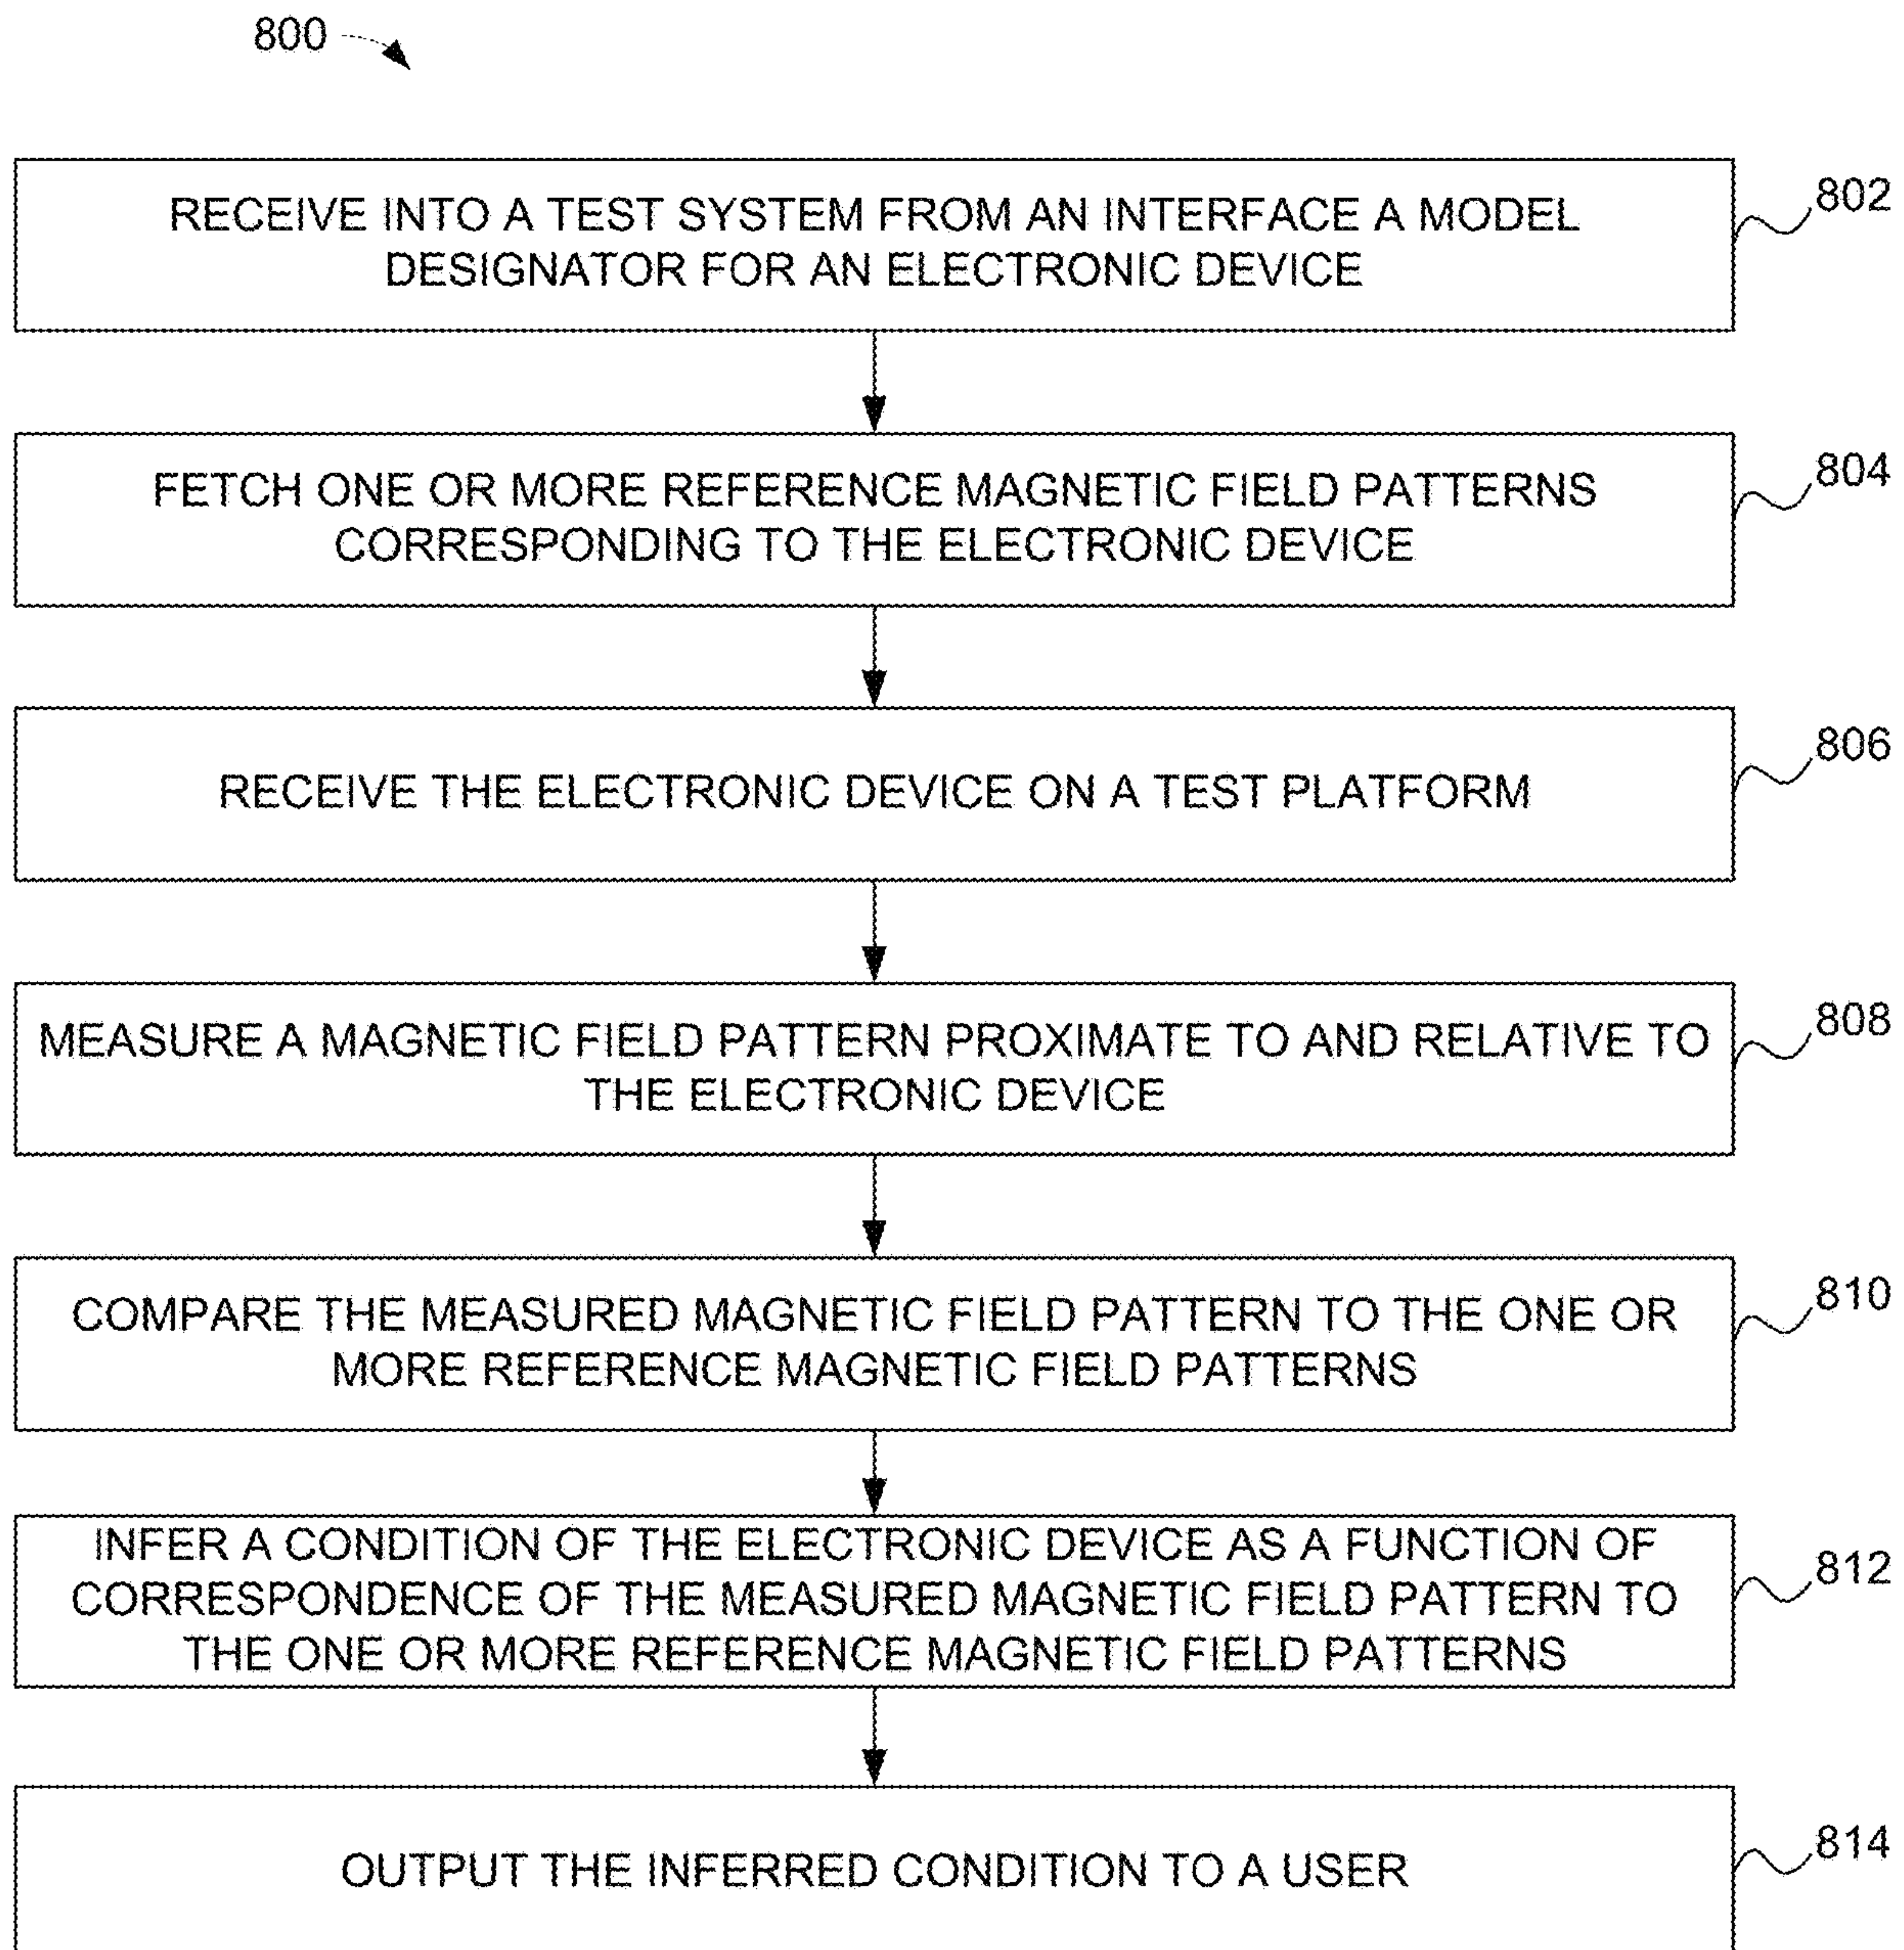 800
RECEIVE INTO A TEST SYSTEM FROM AN INTERFACE A MODEL
DESIGNATOR FOR AN ELECTRONIC DEVICE
802
FETCH ONE OR MORE REFERENCE MAGNETIC FIELD PATTERNS
CORRESPONDING TO THE ELECTRONIC DEVICE
804
RECEIVE THE ELECTRONIC DEVICE ON A TEST PLATFORM
806
MEASURE A MAGNETIC FIELD PATTERN PROXIMATE TO AND RELATIVE TO
THE ELECTRONIC DEVICE
808
COMPARE THE MEASURED MAGNETIC FIELD PATTERN TO THE ONE OR
MORE REFERENCE MAGNETIC FIELD PATTERNS
810
INFER A CONDITION OF THE ELECTRONIC DEVICE AS A FUNCTION OF
CORRESPONDENCE OF THE MEASURED MAGNETIC FIELD PATTERN TO
THE ONE OR MORE REFERENCE MAGNETIC FIELD PATTERNS
812
OUTPUT THE INFERRED CONDITION TO A USER
814